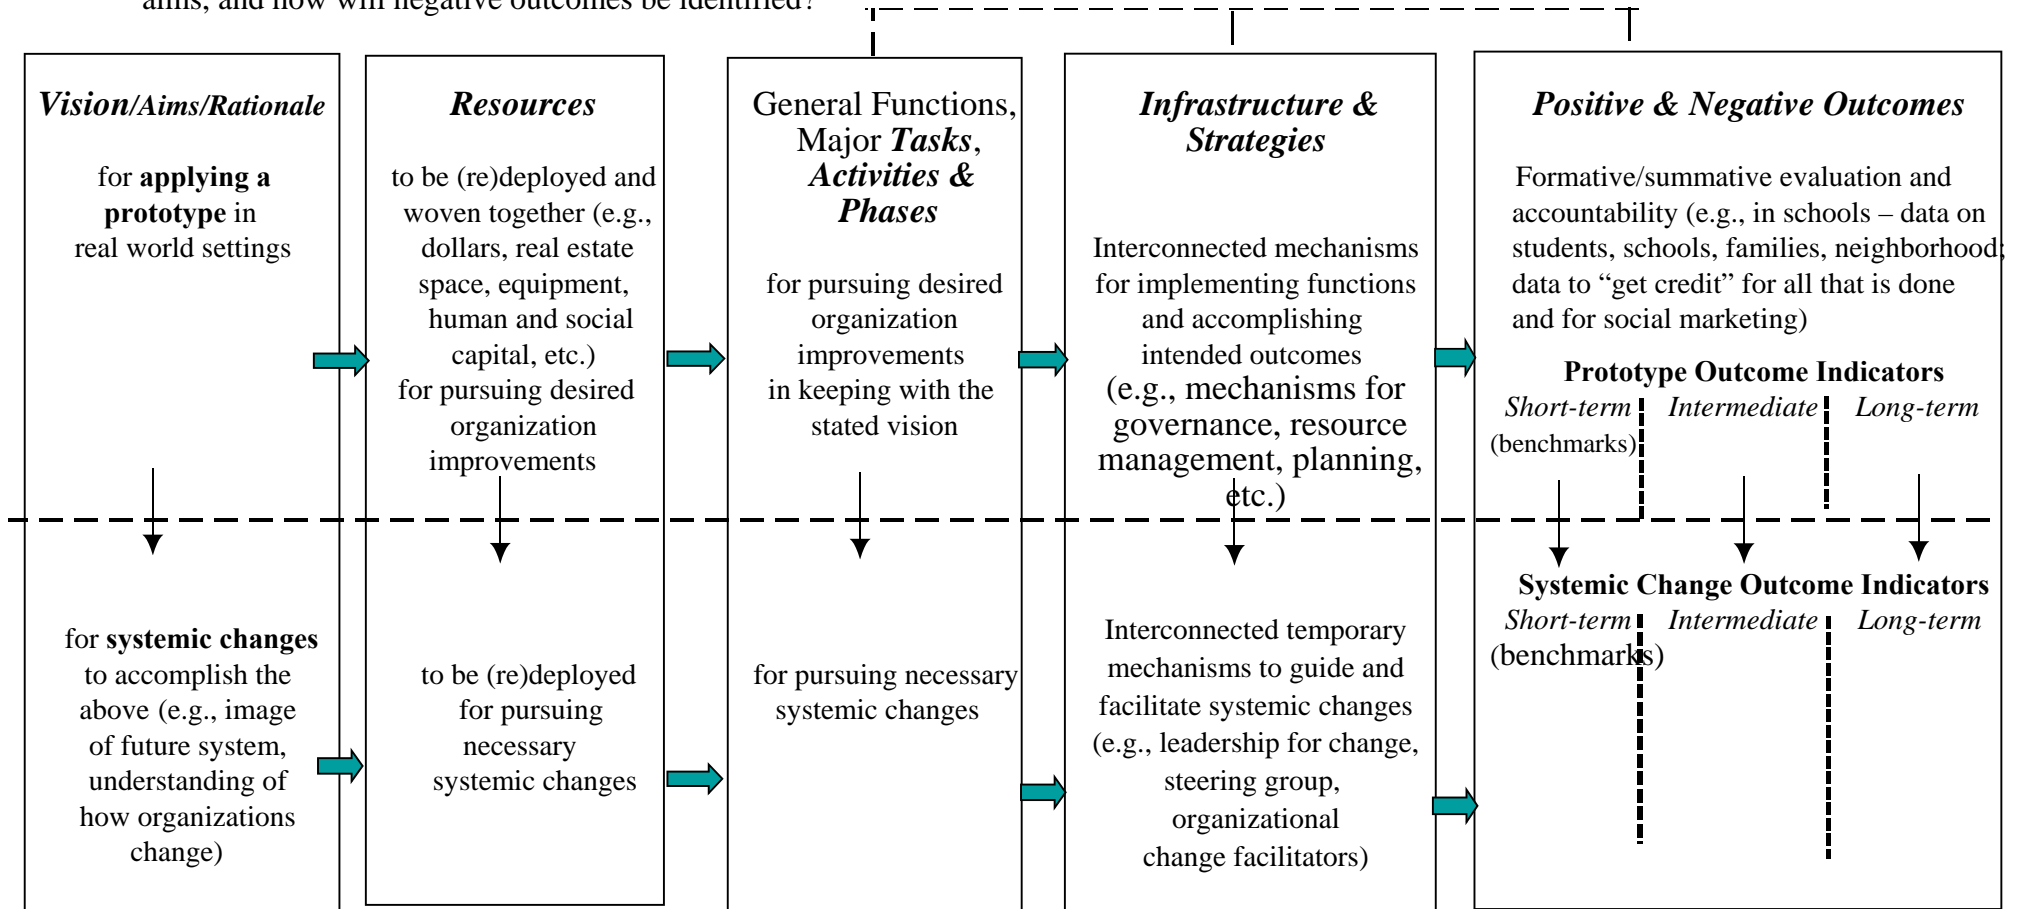 aims, and how will negative outcomes be identified?
Vision/Aims/Rationale
for applying a
prototype in
real world settings
for systemic changes
to accomplish the
above (e.g., image
of future system,
understanding of
how organizations
change)
Resources
to be (re)deployed and
woven together (e.g.,
dollars, real estate
space, equipment,
human and social
capital, etc.)
for pursuing desired
organization
improvements
to be (re)deployed
for pursuing
necessary
systemic changes
General Functions,
Major Tasks,
Activities &
Phases
for pursuing desired
organization
improvements
in keeping with the
stated vision
for pursuing necessary
systemic changes
Infrastructure &
Strategies
Interconnected mechanisms
for implementing functions
and accomplishing
intended outcomes
(e.g., mechanisms for
governance, resource
management, planning,
etc.)
Interconnected temporary
mechanisms to guide and
facilitate systemic changes
(e.g., leadership for change,
steering group,
organizational
change facilitators)
Positive & Negative Outcomes
Formative/summative evaluation and
accountability (e.g., in schools – data on
students, schools, families, neighborhood;
data to “get credit” for all that is done
and for social marketing)
Prototype Outcome Indicators
Short-term Intermediate Long-term
(benchmarks)
Systemic Change Outcome Indicators
Short-term Intermediate Long-term
(benchmarks)